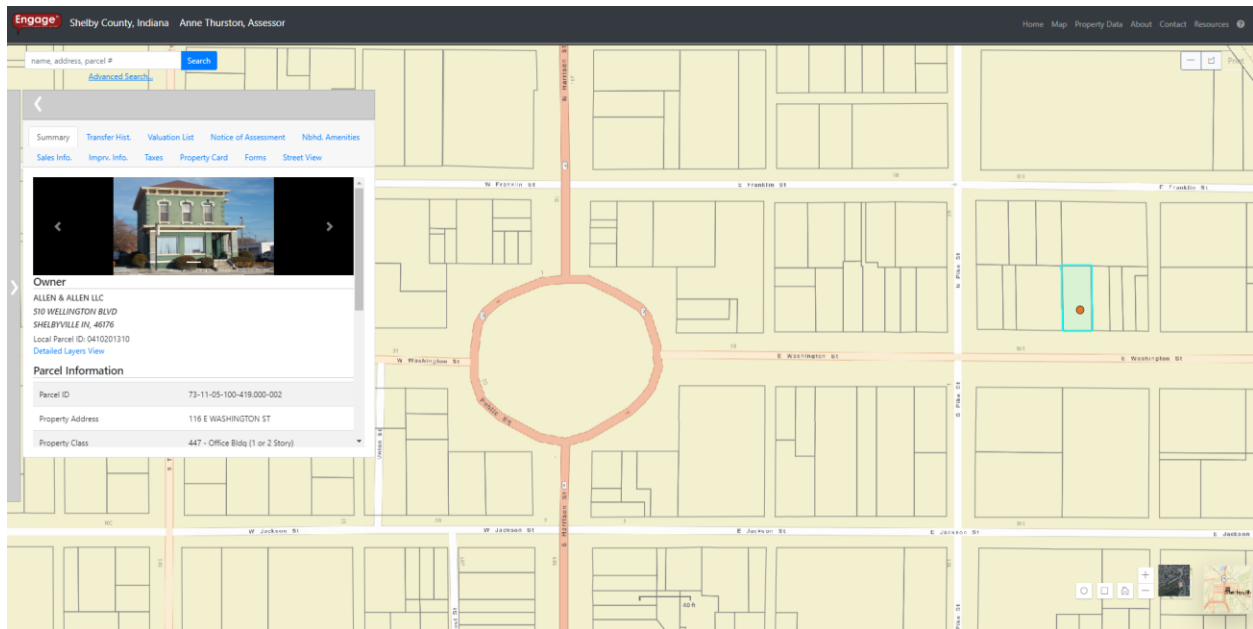 Engage Shelby County, Indiana Anne Thurston, Assessor
Home Map Property Data About Contact Resources
name, address, parcel # Search
Advanced Search...
Print
Summary Transfer Hist. Valuation List Notice of Assessment Nbhd. Amenities
Sales Info. Imprv. Info. Taxes Property Card Forms Street View
Owner
ALLEN & ALLEN LLC
510 WELLINGTON BLVD
SHELBYVILLE IN, 46176
Local Parcel ID: 0410201310
Detailed Layers View
Parcel Information
Parcel ID 73-11-05-100-419.000-002
Property Address 116 E WASHINGTON ST
Property Class 447 - Office Bldg (1 or 2 Story)
N Harrison St
W Franklin St
E Franklin St
E Franklin St
N Pike St
W Washington St
E Washington St
E Washington St
Public Sq
S Pike St
S Harrison St
W Jackson St
W Jackson St
E Jackson St
E Jackson St
E Jackson
40 ft